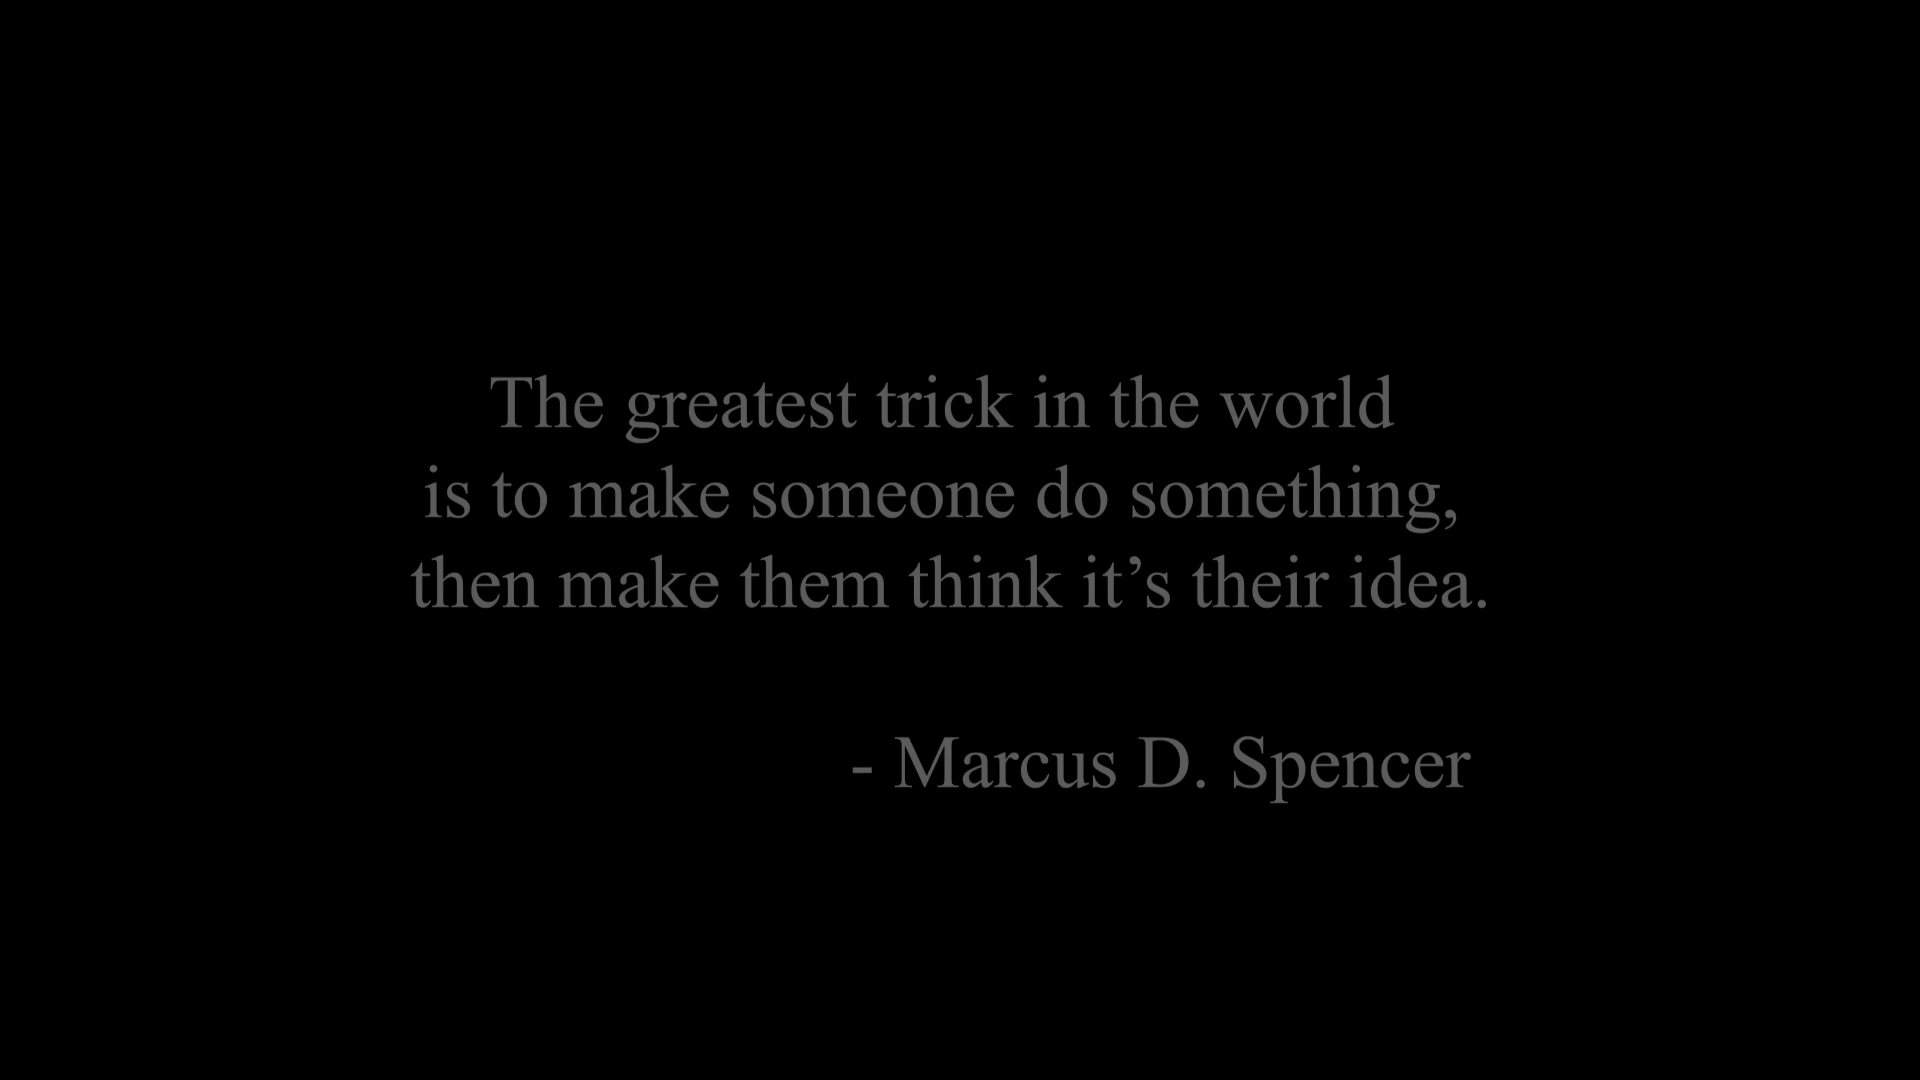 The greatest trick in the world
is to make someone do something,
then make them think it’s their idea.
- Marcus D. Spencer